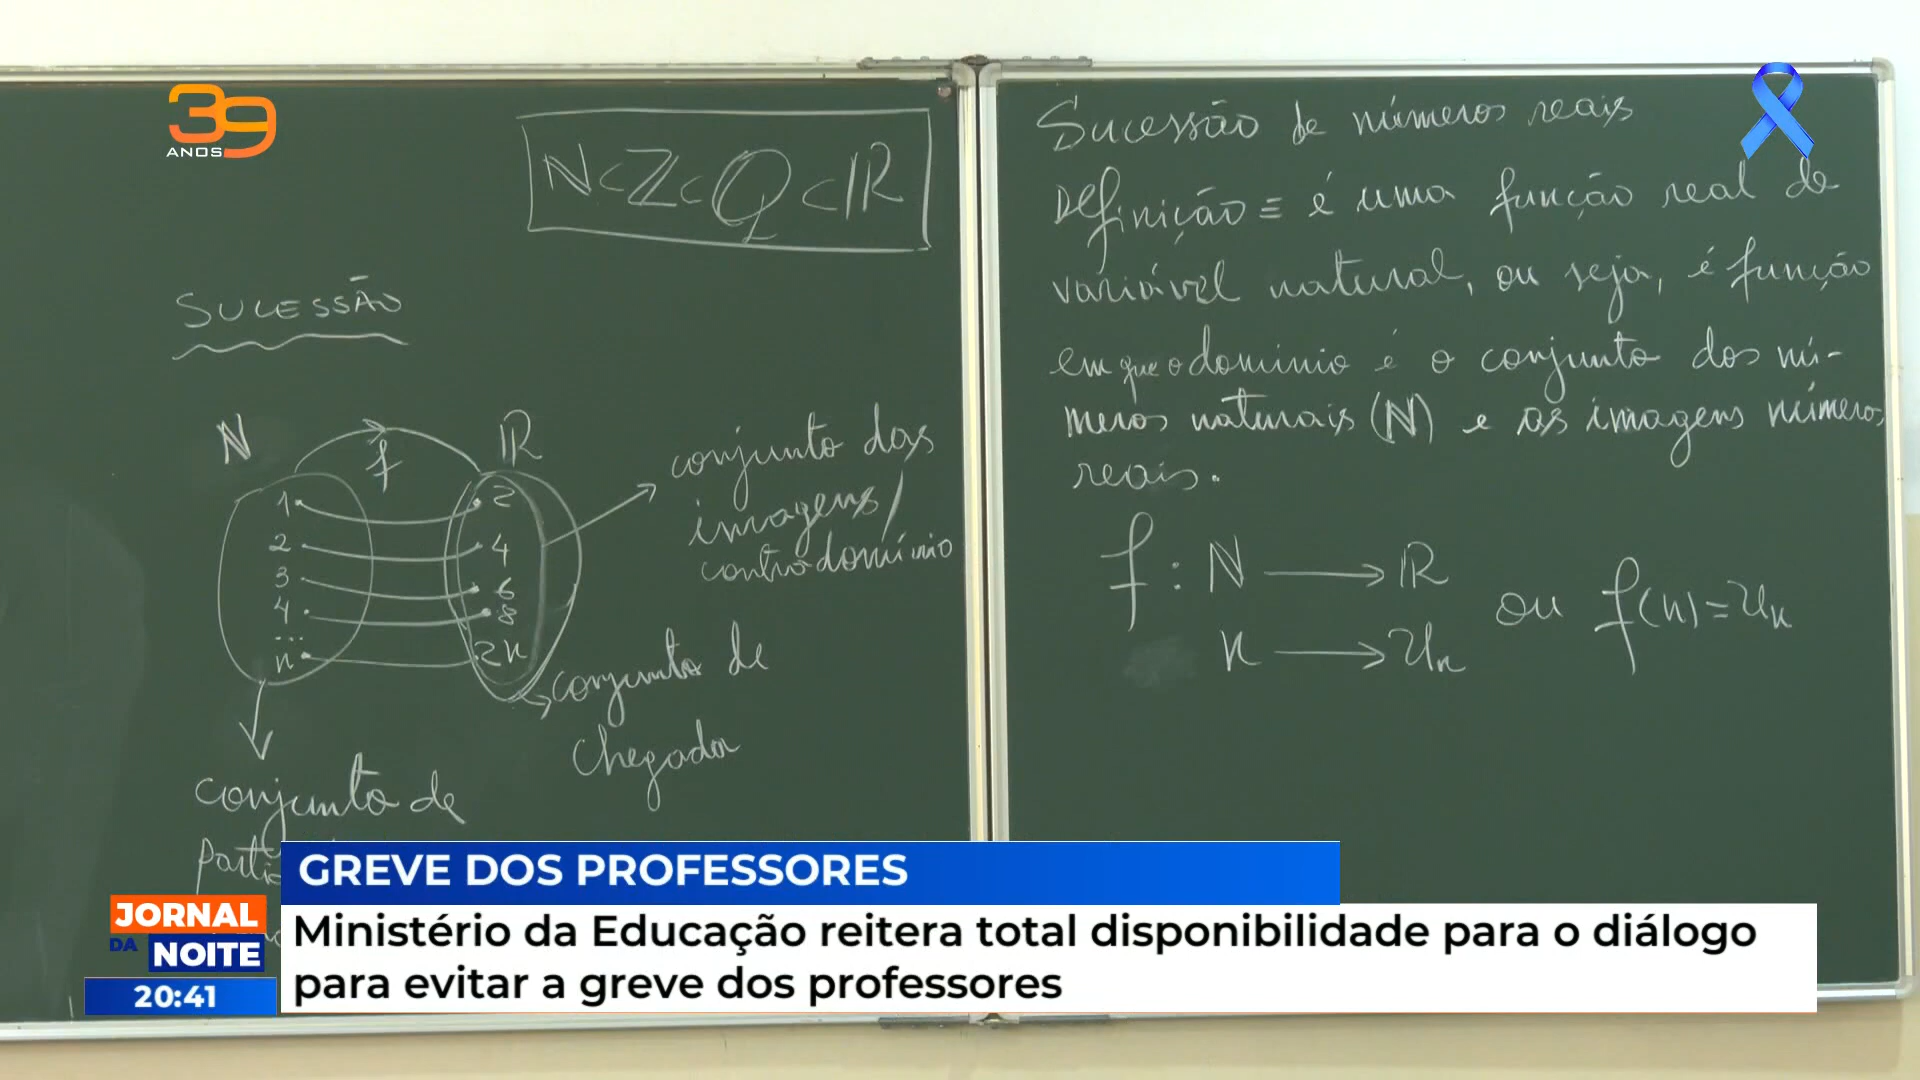 39
ANOS
N⊂Z⊂Q⊂IR
SUCESSÃO
N f IR
1 2
2 4
3 6
4 8
...
n 2n
conjunto das
imagens/
contradomínio
conjunto de
chegada
conjunto de
Sucessão de números reais
Definição ≡ é uma função real de
variável natural, ou seja, é função
em que o domínio é o conjunto dos nú-
meros naturais (N) e as imagens números
reais.
f : N → IR
n → Un ou f(n) = Un
GREVE DOS PROFESSORES
Ministério da Educação reitera total disponibilidade para o diálogo
para evitar a greve dos professores
JORNAL
DA NOITE
20:41